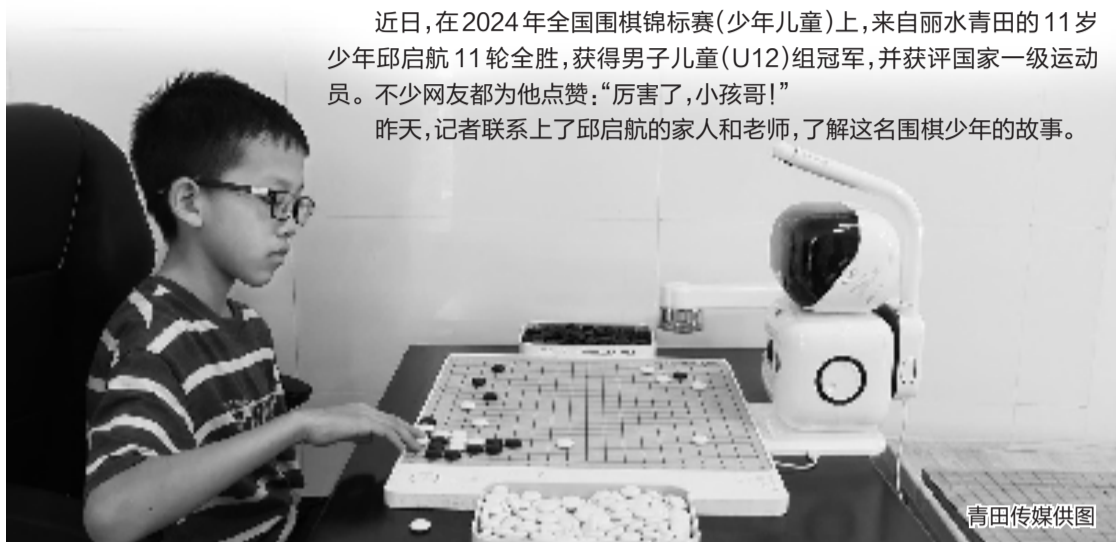 近日，在2024年全国围棋锦标赛（少年儿童）上，来自丽水青田的11岁
少年邱启航11轮全胜，获得男子儿童（U12）组冠军，并获评国家一级运动
员。不少网友都为他点赞：“厉害了，小孩哥！”
昨天，记者联系上了邱启航的家人和老师，了解这名围棋少年的故事。
青田传媒供图